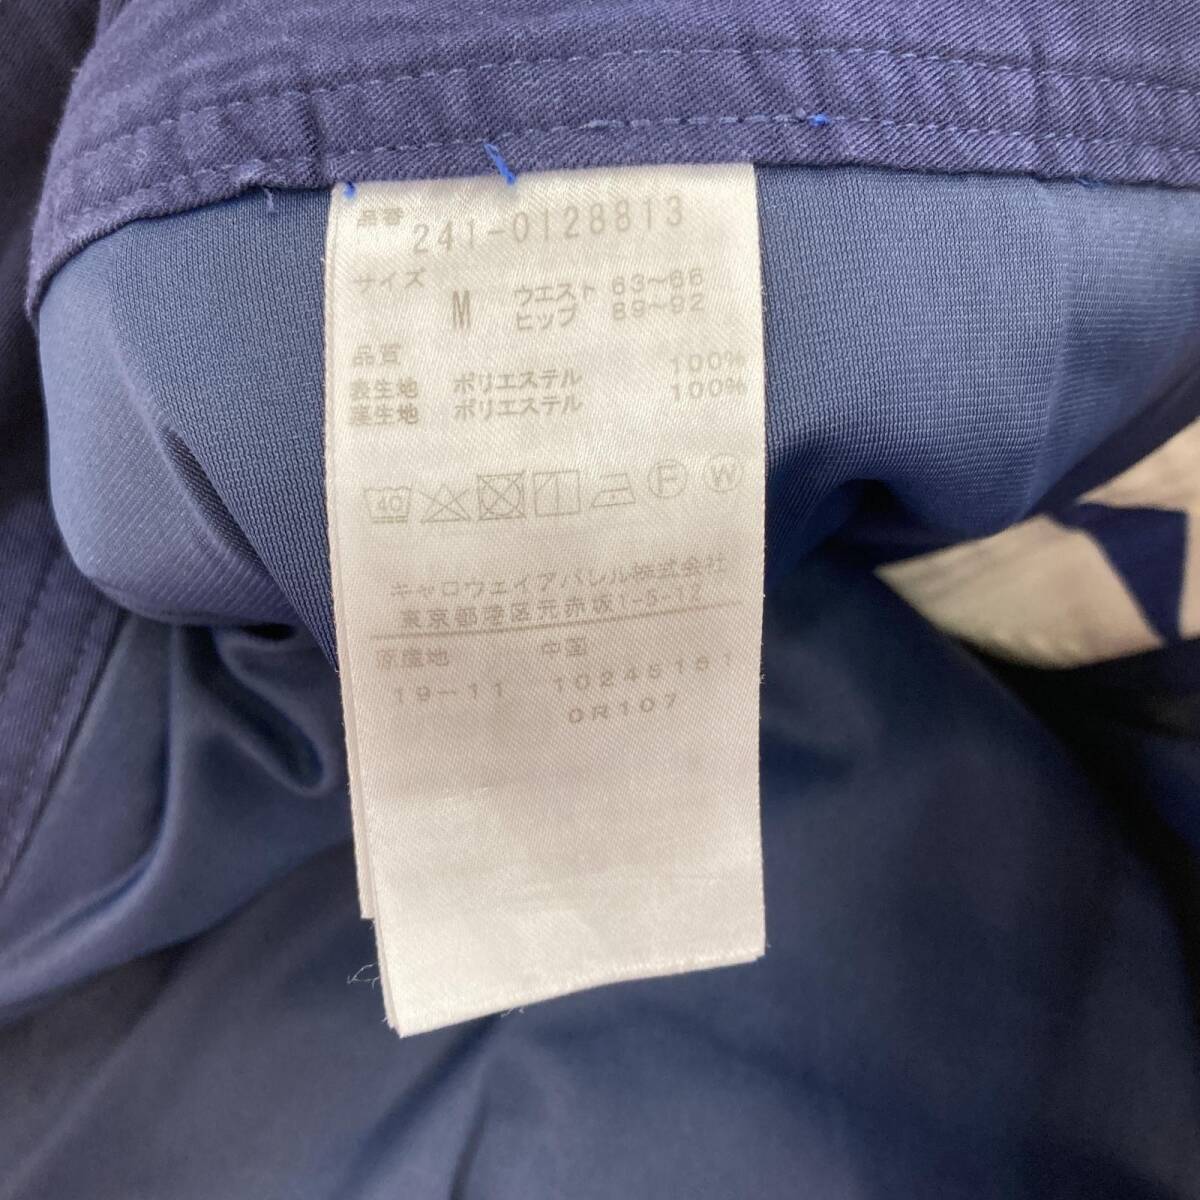 品番 241-0128813
サイズ
M ウエスト 63〜66
ヒップ 89〜92
品質
表生地 ポリエステル 100%
裏生地 ポリエステル 100%
40 F W
キャロウェイアパレル株式会社
東京都港区元赤坂1-5-12
原産地 中国
19-11 10245151
0R107